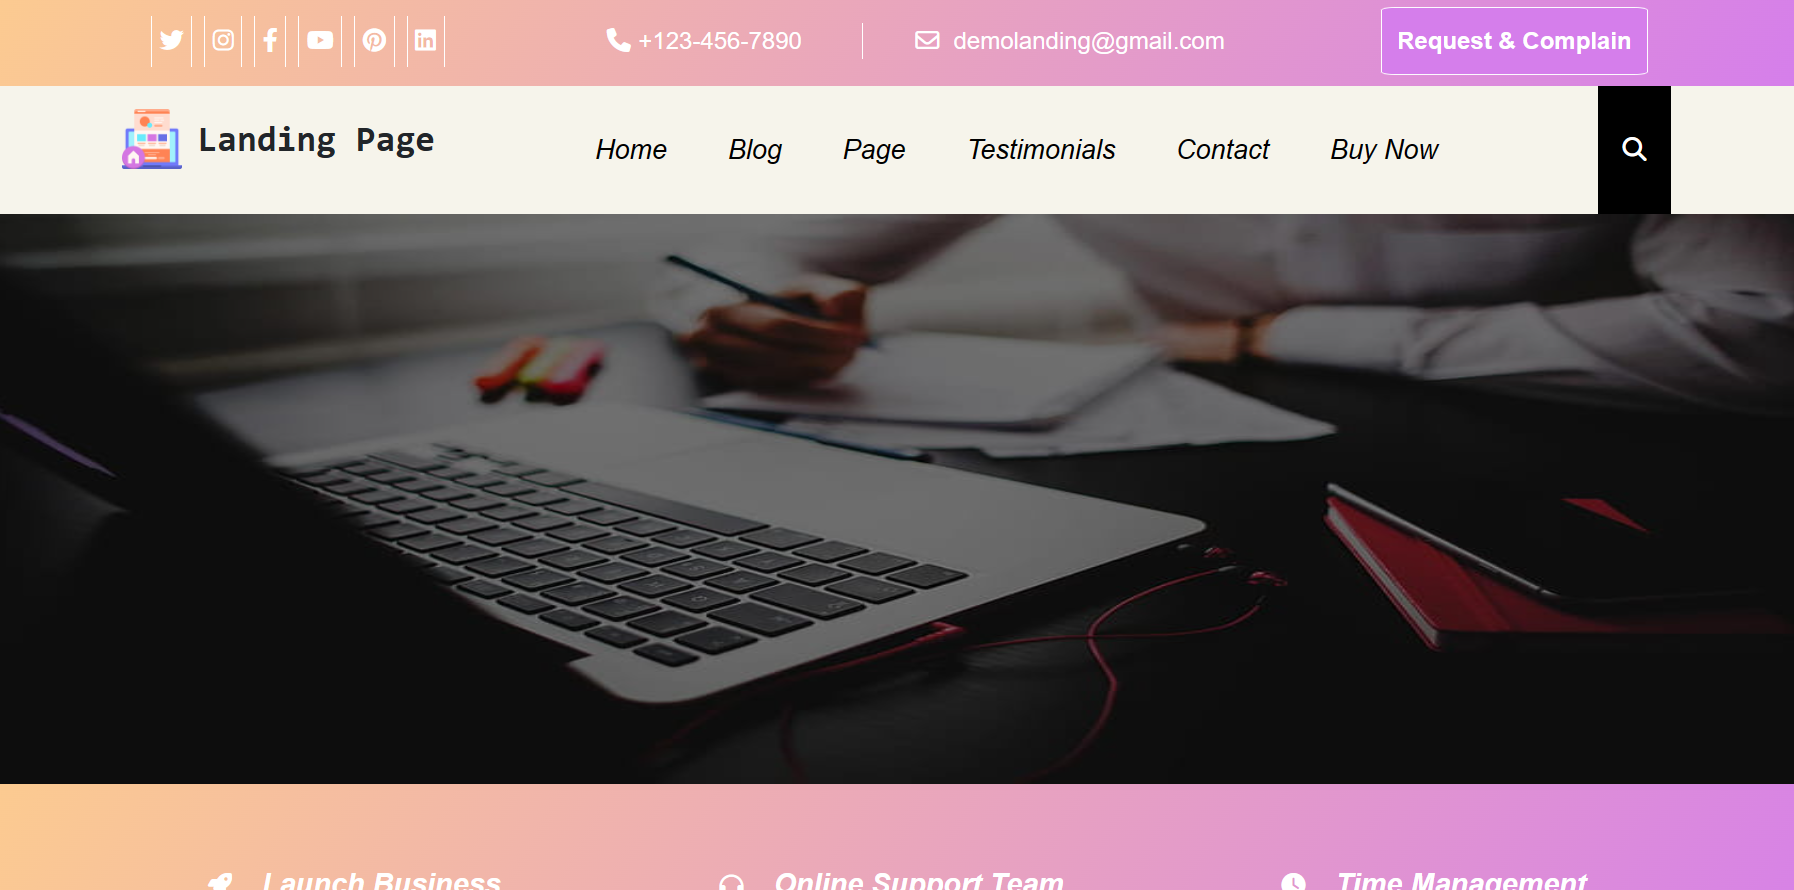 +123-456-7890
demolanding@gmail.com
Request & Complain
Landing Page
Home Blog Page Testimonials Contact Buy Now
Launch Business Online Support Team Time Management